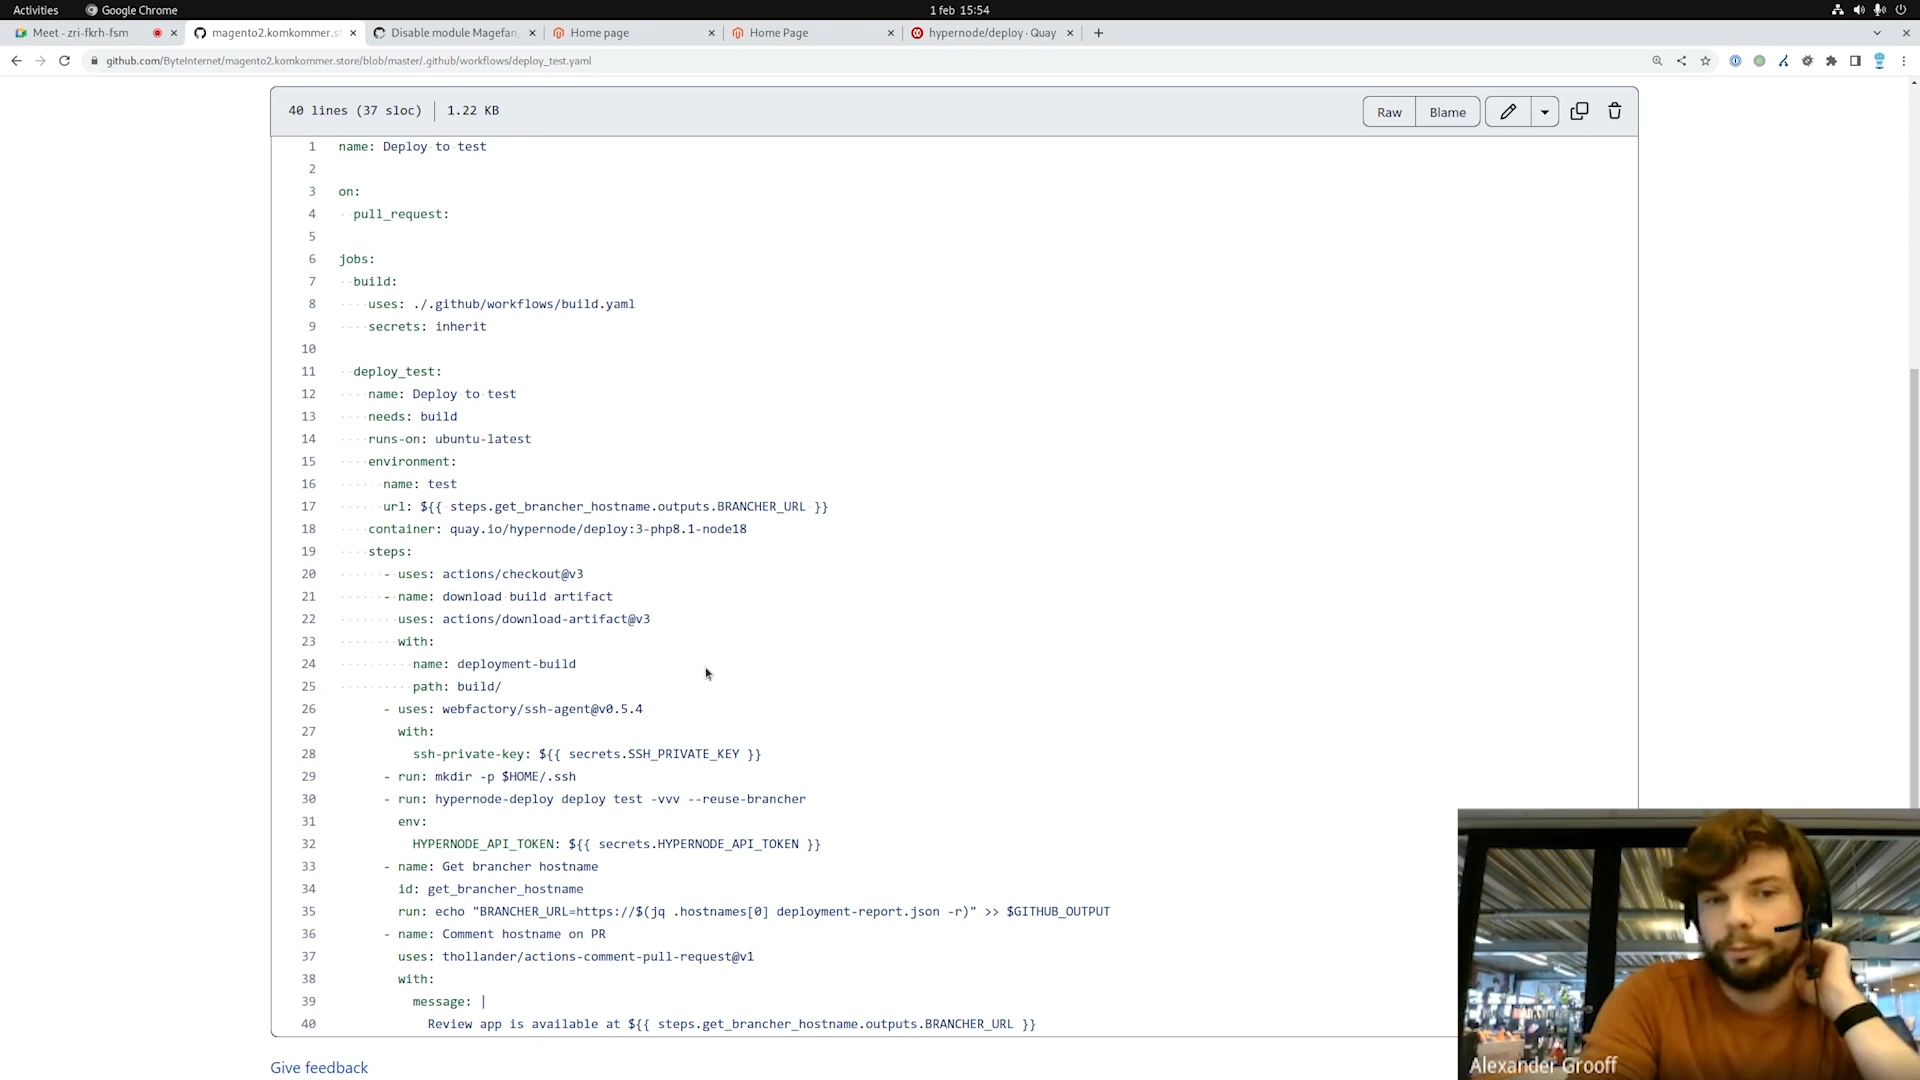 Activities
Google Chrome
1 feb 15:54
Meet - zri-fkrh-fsm
magento2.komkommer.st
Disable module Magefan
Home page
Home Page
hypernode/deploy · Quay
github.com/ByteInternet/magento2.komkommer.store/blob/master/.github/workflows/deploy_test.yaml
40 lines (37 sloc)
1.22 KB
Raw
Blame
1 name: Deploy to test
2
3 on:
4 pull_request:
5
6 jobs:
7 build:
8 uses: ./.github/workflows/build.yaml
9 secrets: inherit
10
11 deploy_test:
12 name: Deploy to test
13 needs: build
14 runs-on: ubuntu-latest
15 environment:
16 name: test
17 url: ${{ steps.get_brancher_hostname.outputs.BRANCHER_URL }}
18 container: quay.io/hypernode/deploy:3-php8.1-node18
19 steps:
20 - uses: actions/checkout@v3
21 - name: download build artifact
22 uses: actions/download-artifact@v3
23 with:
24 name: deployment-build
25 path: build/
26 - uses: webfactory/ssh-agent@v0.5.4
27 with:
28 ssh-private-key: ${{ secrets.SSH_PRIVATE_KEY }}
29 - run: mkdir -p $HOME/.ssh
30 - run: hypernode-deploy deploy test -vvv --reuse-brancher
31 env:
32 HYPERNODE_API_TOKEN: ${{ secrets.HYPERNODE_API_TOKEN }}
33 - name: Get brancher hostname
34 id: get_brancher_hostname
35 run: echo "BRANCHER_URL=https://$(jq .hostnames[0] deployment-report.json -r)" >> $GITHUB_OUTPUT
36 - name: Comment hostname on PR
37 uses: thollander/actions-comment-pull-request@v1
38 with:
39 message: |
40 Review app is available at ${{ steps.get_brancher_hostname.outputs.BRANCHER_URL }}
Give feedback
Alexander Grooff